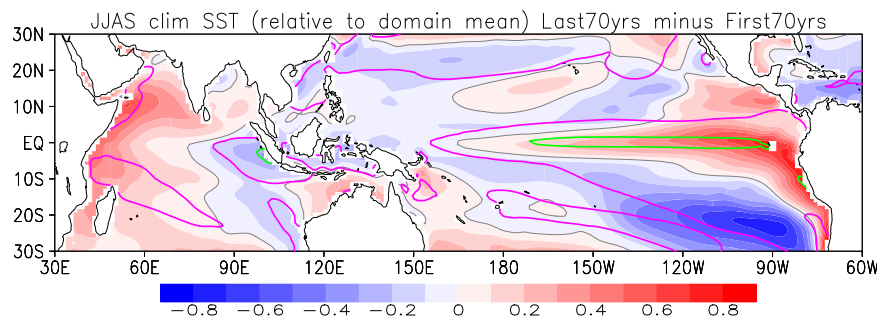 JJAS clim SST (relative to domain mean) Last70yrs minus First70yrs
30N
20N
10N
EQ
10S
20S
30S
30E 60E 90E 120E 150E 180 150W 120W 90W 60W
−0.8 −0.6 −0.4 −0.2 0 0.2 0.4 0.6 0.8